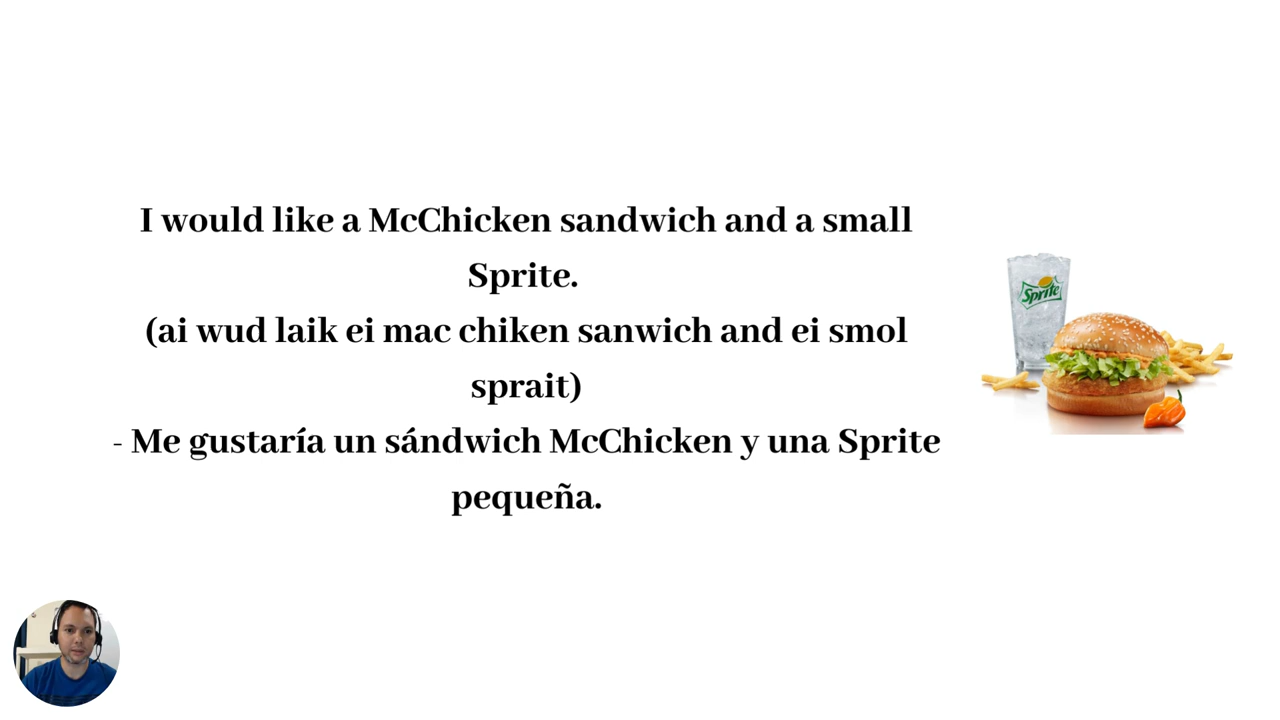 I would like a McChicken sandwich and a small
Sprite.
(ai wud laik ei mac chiken sanwich and ei smol
sprait)
- Me gustaría un sándwich McChicken y una Sprite
pequeña.
Sprite